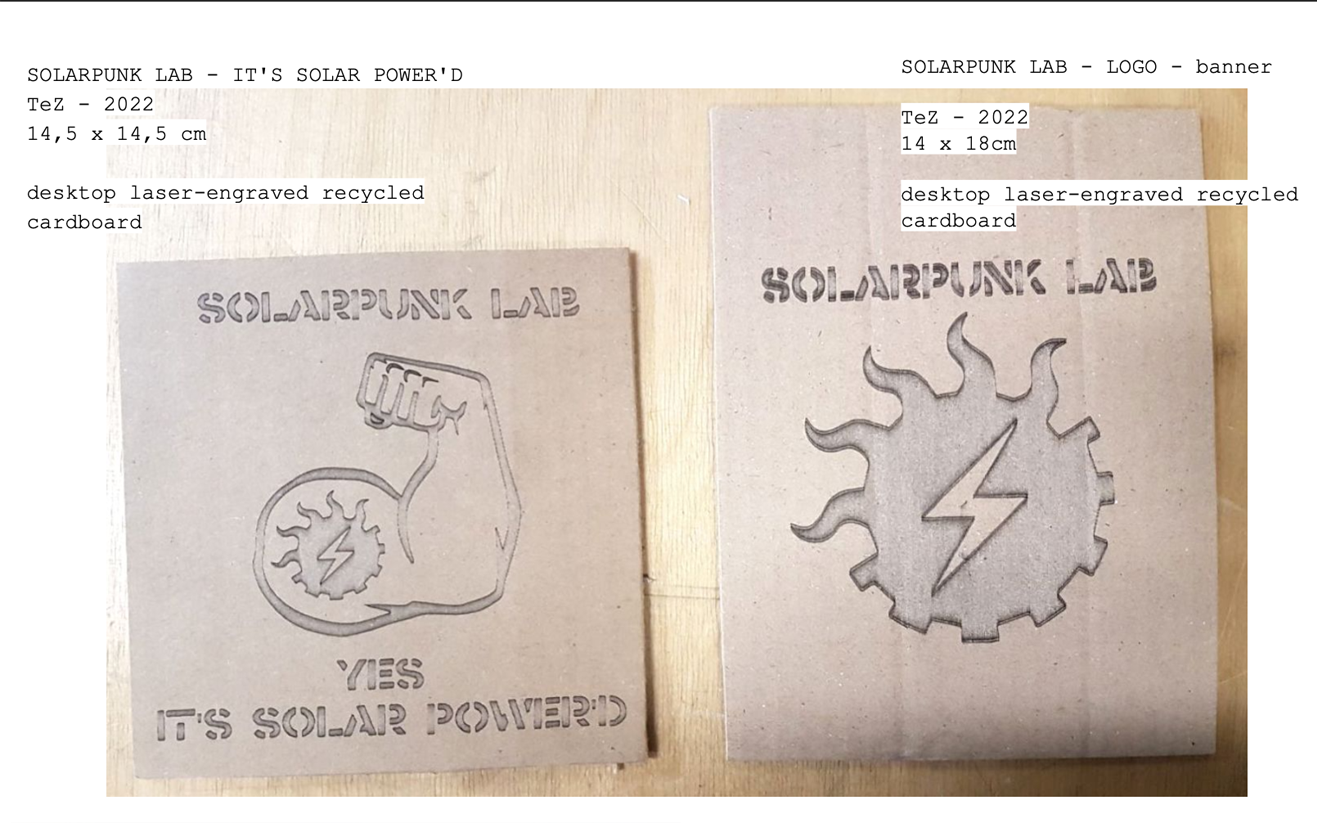 SOLARPUNK LAB - IT'S SOLAR POWER'D
TeZ - 2022
14,5 x 14,5 cm
desktop laser-engraved recycled
cardboard
SOLARPUNK LAB - LOGO - banner
TeZ - 2022
14 x 18cm
desktop laser-engraved recycled
cardboard
SOLARPUNK LAB
YES
IT'S SOLAR POWER'D
SOLARPUNK LAB